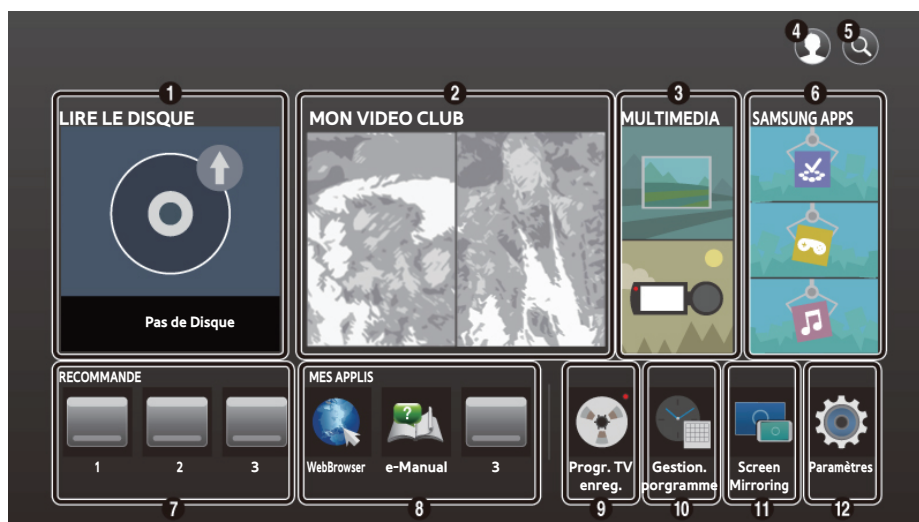 4 5
1 2 3 6
LIRE LE DISQUE MON VIDEO CLUB MULTIMEDIA SAMSUNG APPS
Pas de Disque
RECOMMANDE MES APPLIS
?
WebBrowser e-Manual 3
1 2 3
Progr. TV
enreg.
Gestion.
porgramme
Screen
Mirroring
Paramètres
7 8 9 10 11 12